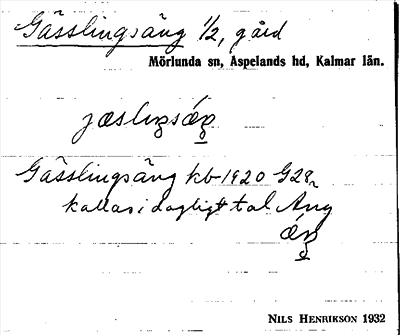 Gässlingsäng 1/2, gård
Mörlunda sn, Aspelands hd, Kalmar län.
Gässlingsäng kb 1920 G28
kallas i dagligt tal Äng
NILS HENRIKSON 1932